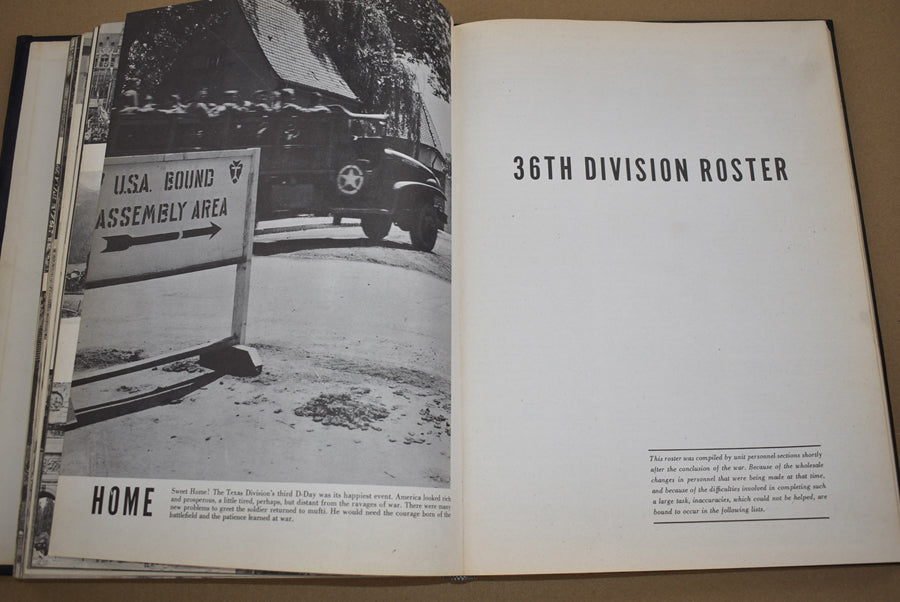 U.S.A. BOUND
ASSEMBLY AREA
HOME
Sweet Home! The Texas Division's third D-Day was its happiest event. America looked rich
and prosperous, a little tired, perhaps, but distant from the ravages of war. There were many
new problems to greet the soldier returned to mufti. He would need the courage born of the
battlefield and the patience learned at war.
36TH DIVISION ROSTER
This roster was compiled by unit personnel sections shortly
after the conclusion of the war. Because of the wholesale
changes in personnel that were being made at that time,
and because of the difficulties involved in completing such
a large task, inaccuracies, which could not be helped, are
bound to occur in the following lists.